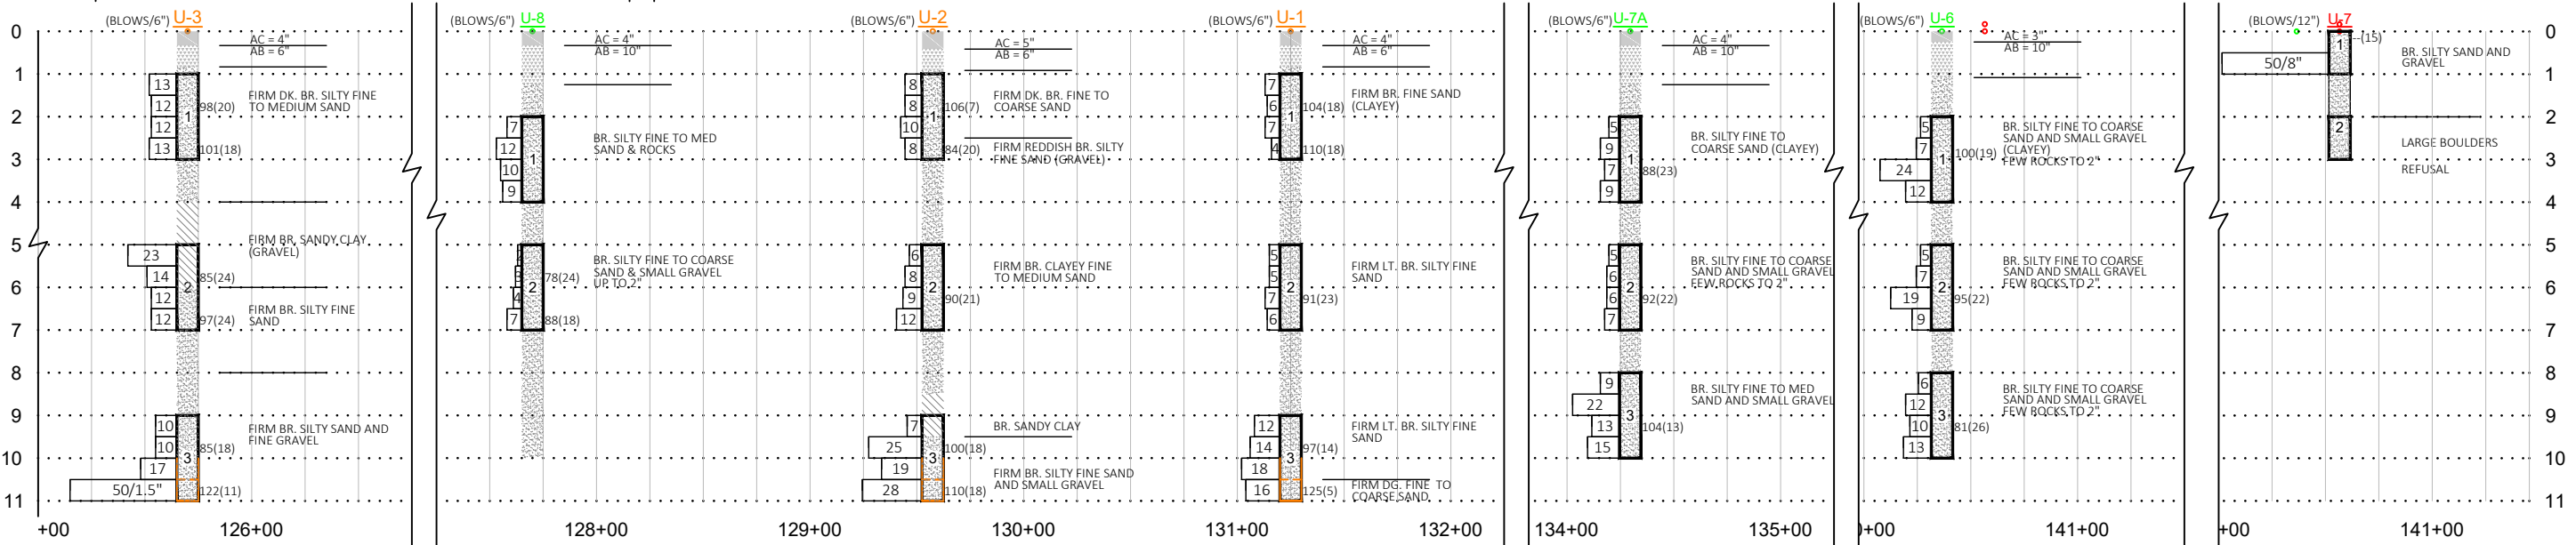 (BLOWS/6") U-3
AC = 4"
AB = 6"
13
12
12
13
1
98(20)
101(18)
FIRM DK. BR. SILTY FINE
TO MEDIUM SAND
23
14
12
12
2
85(24)
97(24)
FIRM BR. SANDY CLAY
(GRAVEL)
FIRM BR. SILTY FINE
SAND
10
10
17
50/1.5"
3
85(18)
122(11)
FIRM BR. SILTY SAND AND
FINE GRAVEL
(BLOWS/6") U-8
AC = 4"
AB = 10"
7
12
10
9
1
BR. SILTY FINE TO MED
SAND & ROCKS
4
7
2
78(24)
88(18)
BR. SILTY FINE TO COARSE
SAND & SMALL GRAVEL
UP TO 2"
(BLOWS/6") U-2
AC = 5"
AB = 6"
8
8
10
8
1
106(7)
84(20)
FIRM DK. BR. FINE TO
COARSE SAND
FIRM REDDISH BR. SILTY
FINE SAND (GRAVEL)
6
8
9
12
2
90(21)
FIRM BR. CLAYEY FINE
TO MEDIUM SAND
7
25
19
28
3
100(18)
110(18)
BR. SANDY CLAY
FIRM BR. SILTY FINE SAND
AND SMALL GRAVEL
(BLOWS/6") U-1
AC = 4"
AB = 6"
7
6
7
4
1
104(18)
110(18)
FIRM BR. FINE SAND
(CLAYEY)
5
5
7
6
2
91(23)
FIRM LT. BR. SILTY FINE
SAND
12
14
18
16
3
97(14)
125(5)
FIRM LT. BR. SILTY FINE
SAND
FIRM DG. FINE TO
COARSE SAND
(BLOWS/6") U-7A
AC = 4"
AB = 10"
5
9
7
9
1
88(23)
BR. SILTY FINE TO
COARSE SAND (CLAYEY)
5
6
6
7
2
92(22)
BR. SILTY FINE TO COARSE
SAND AND SMALL GRAVEL
FEW ROCKS TO 2"
9
22
13
15
3
104(13)
BR. SILTY FINE TO MED
SAND AND SMALL GRAVEL
(BLOWS/6") U-6
AC = 3"
AB = 10"
5
7
24
12
1
100(19)
BR. SILTY FINE TO COARSE
SAND AND SMALL GRAVEL
(CLAYEY)
FEW ROCKS TO 2"
5
7
19
9
2
95(22)
BR. SILTY FINE TO COARSE
SAND AND SMALL GRAVEL
FEW ROCKS TO 2"
6
12
10
13
3
81(26)
BR. SILTY FINE TO COARSE
SAND AND SMALL GRAVEL
FEW ROCKS TO 2"
(BLOWS/12") U-7
50/8"
1
--(15)
2
BR. SILTY SAND AND
GRAVEL
LARGE BOULDERS
REFUSAL
0
1
2
3
4
5
6
7
8
9
10
11
0
1
2
3
4
5
6
7
8
9
10
11
+00
126+00
128+00
129+00
130+00
131+00
132+00
134+00
135+00
0+00
141+00
+00
141+00